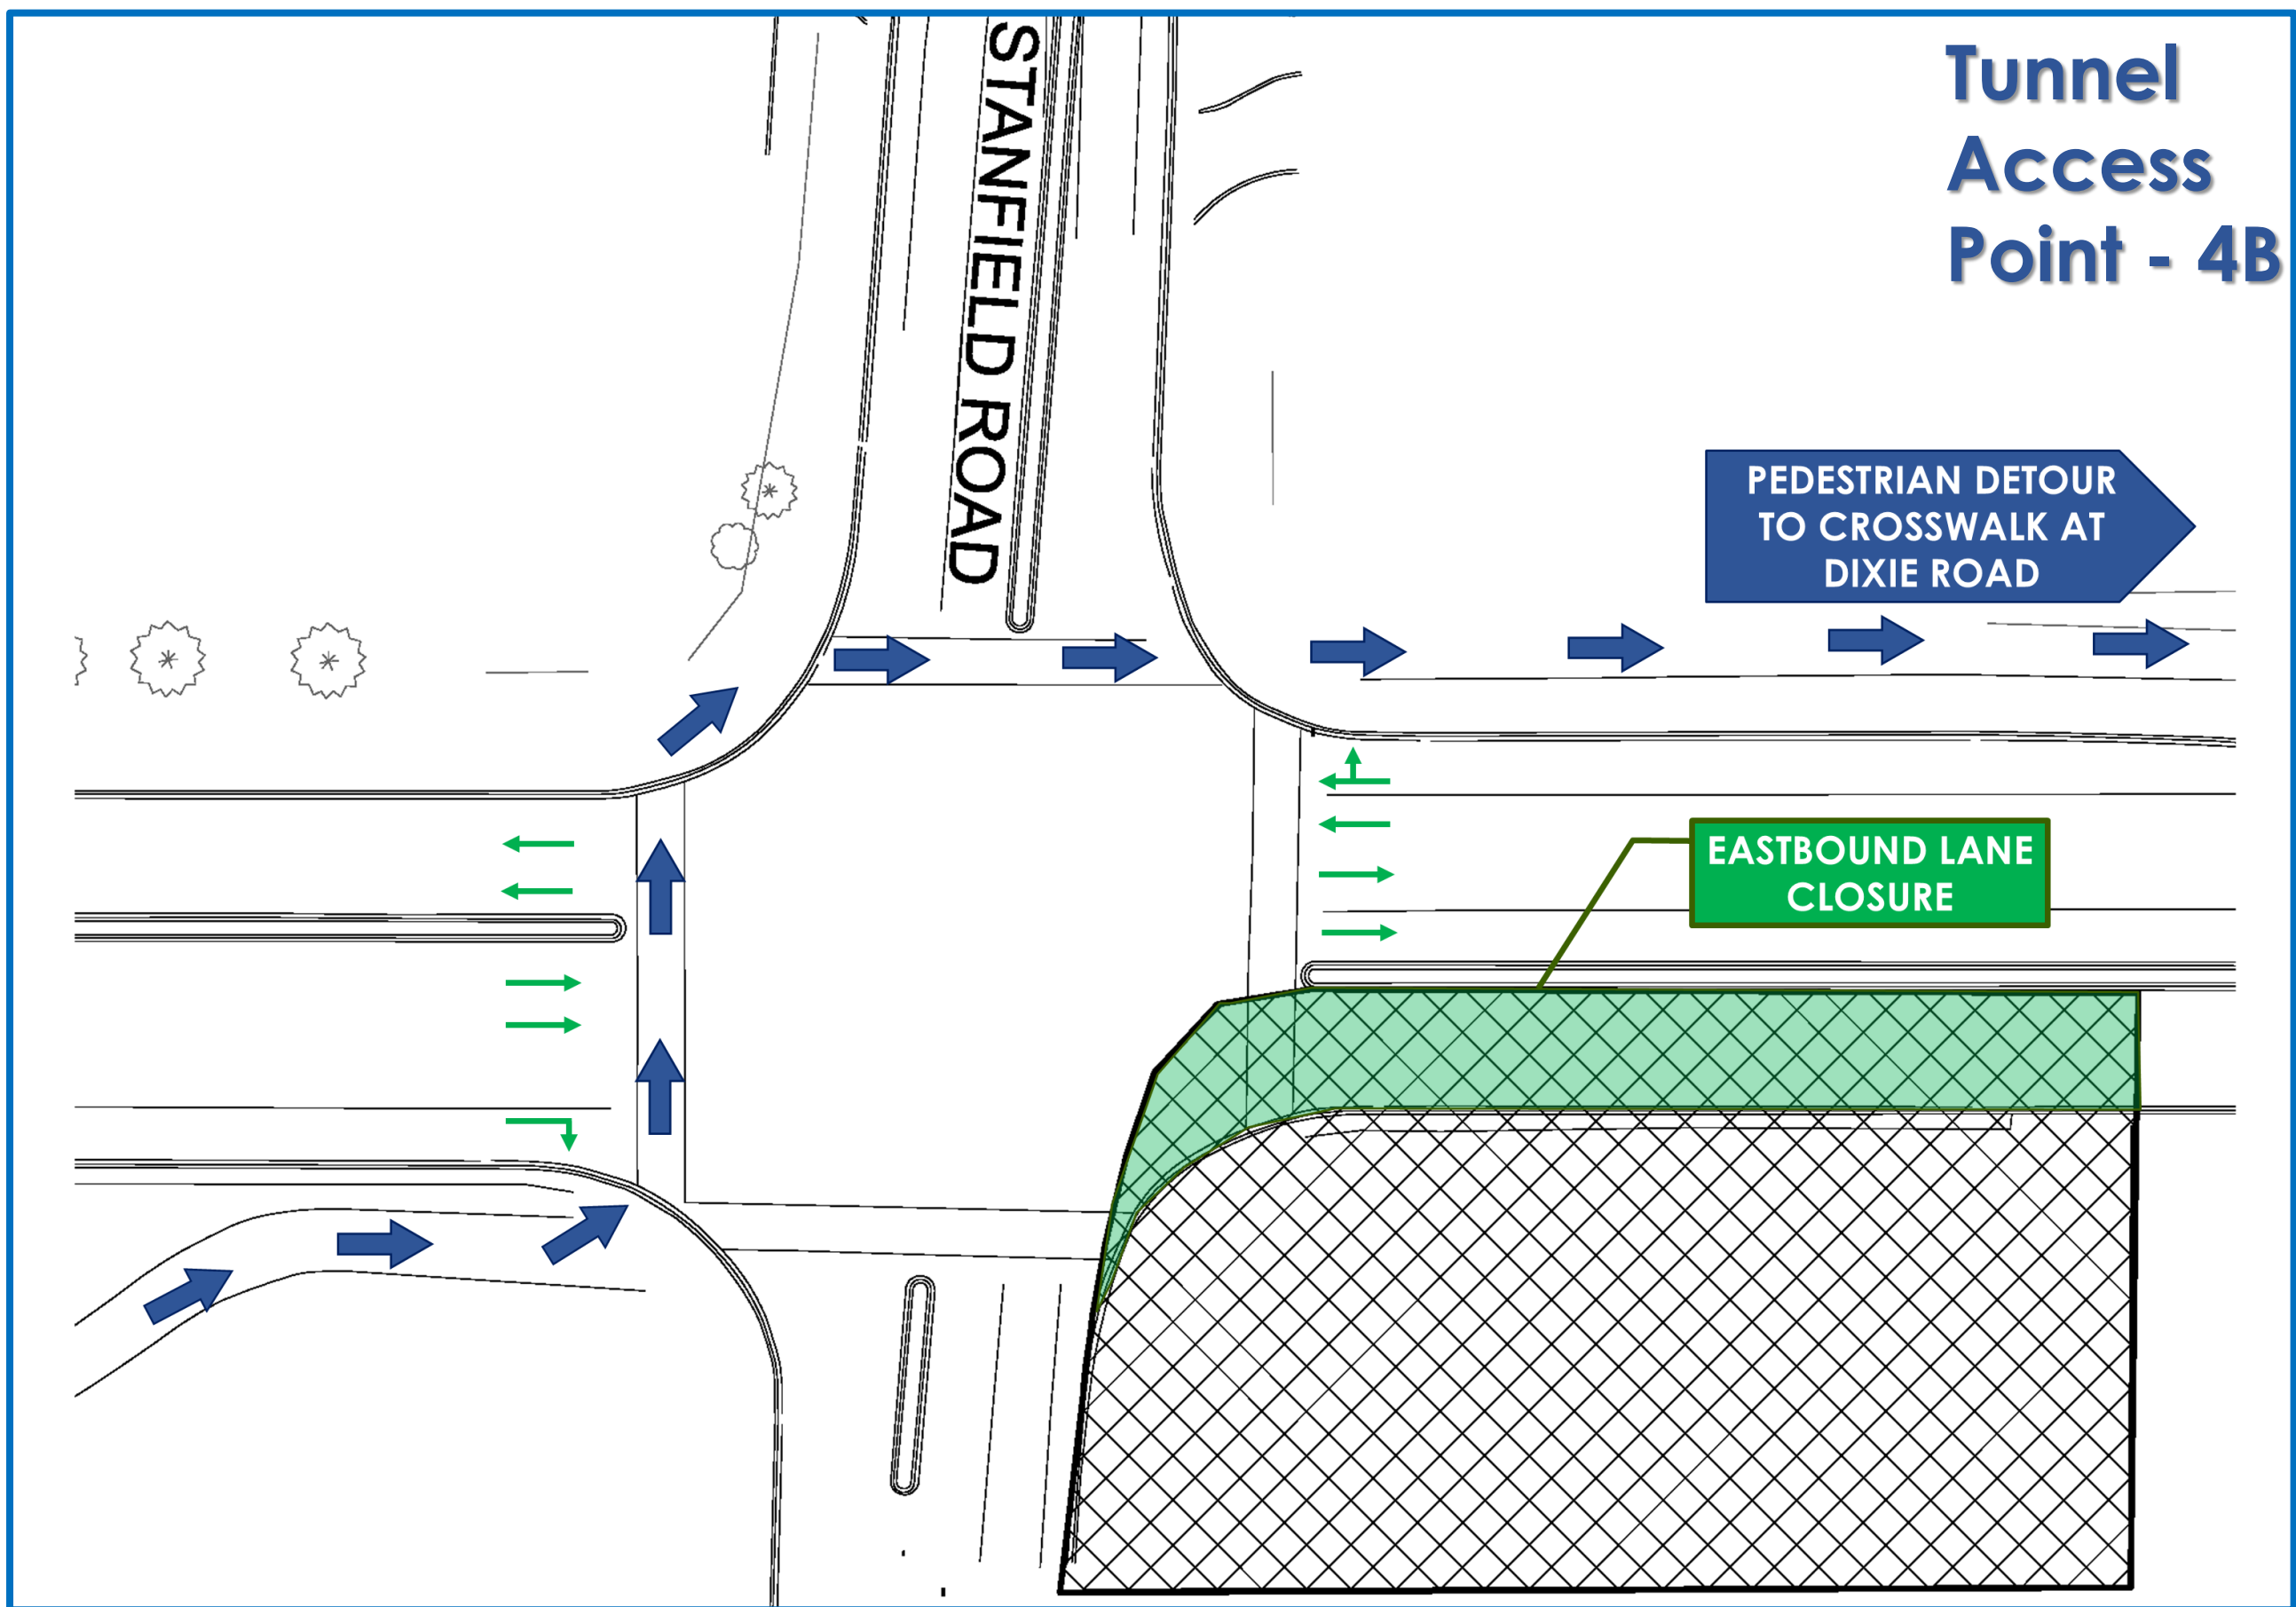 Tunnel
Access
Point - 4B
STANFIELD ROAD
PEDESTRIAN DETOUR
TO CROSSWALK AT
DIXIE ROAD
EASTBOUND LANE
CLOSURE